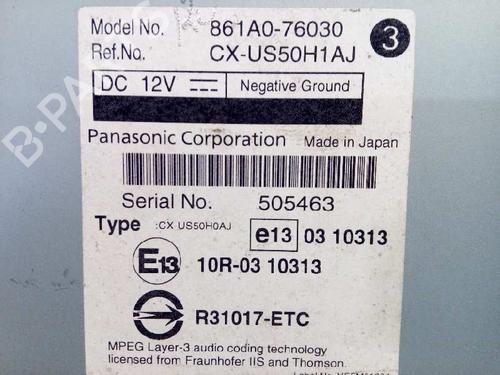 Model No. 861A0-76030
Ref.No. CX-US50H1AJ
3
DC 12V Negative Ground
Panasonic Corporation Made in Japan
Serial No. 505463
Type :CX US50H0AJ e13 03 10313
E13 10R-03 10313
R31017-ETC
MPEG Layer-3 audio coding technology
licensed from Fraunhofer IIS and Thomson.